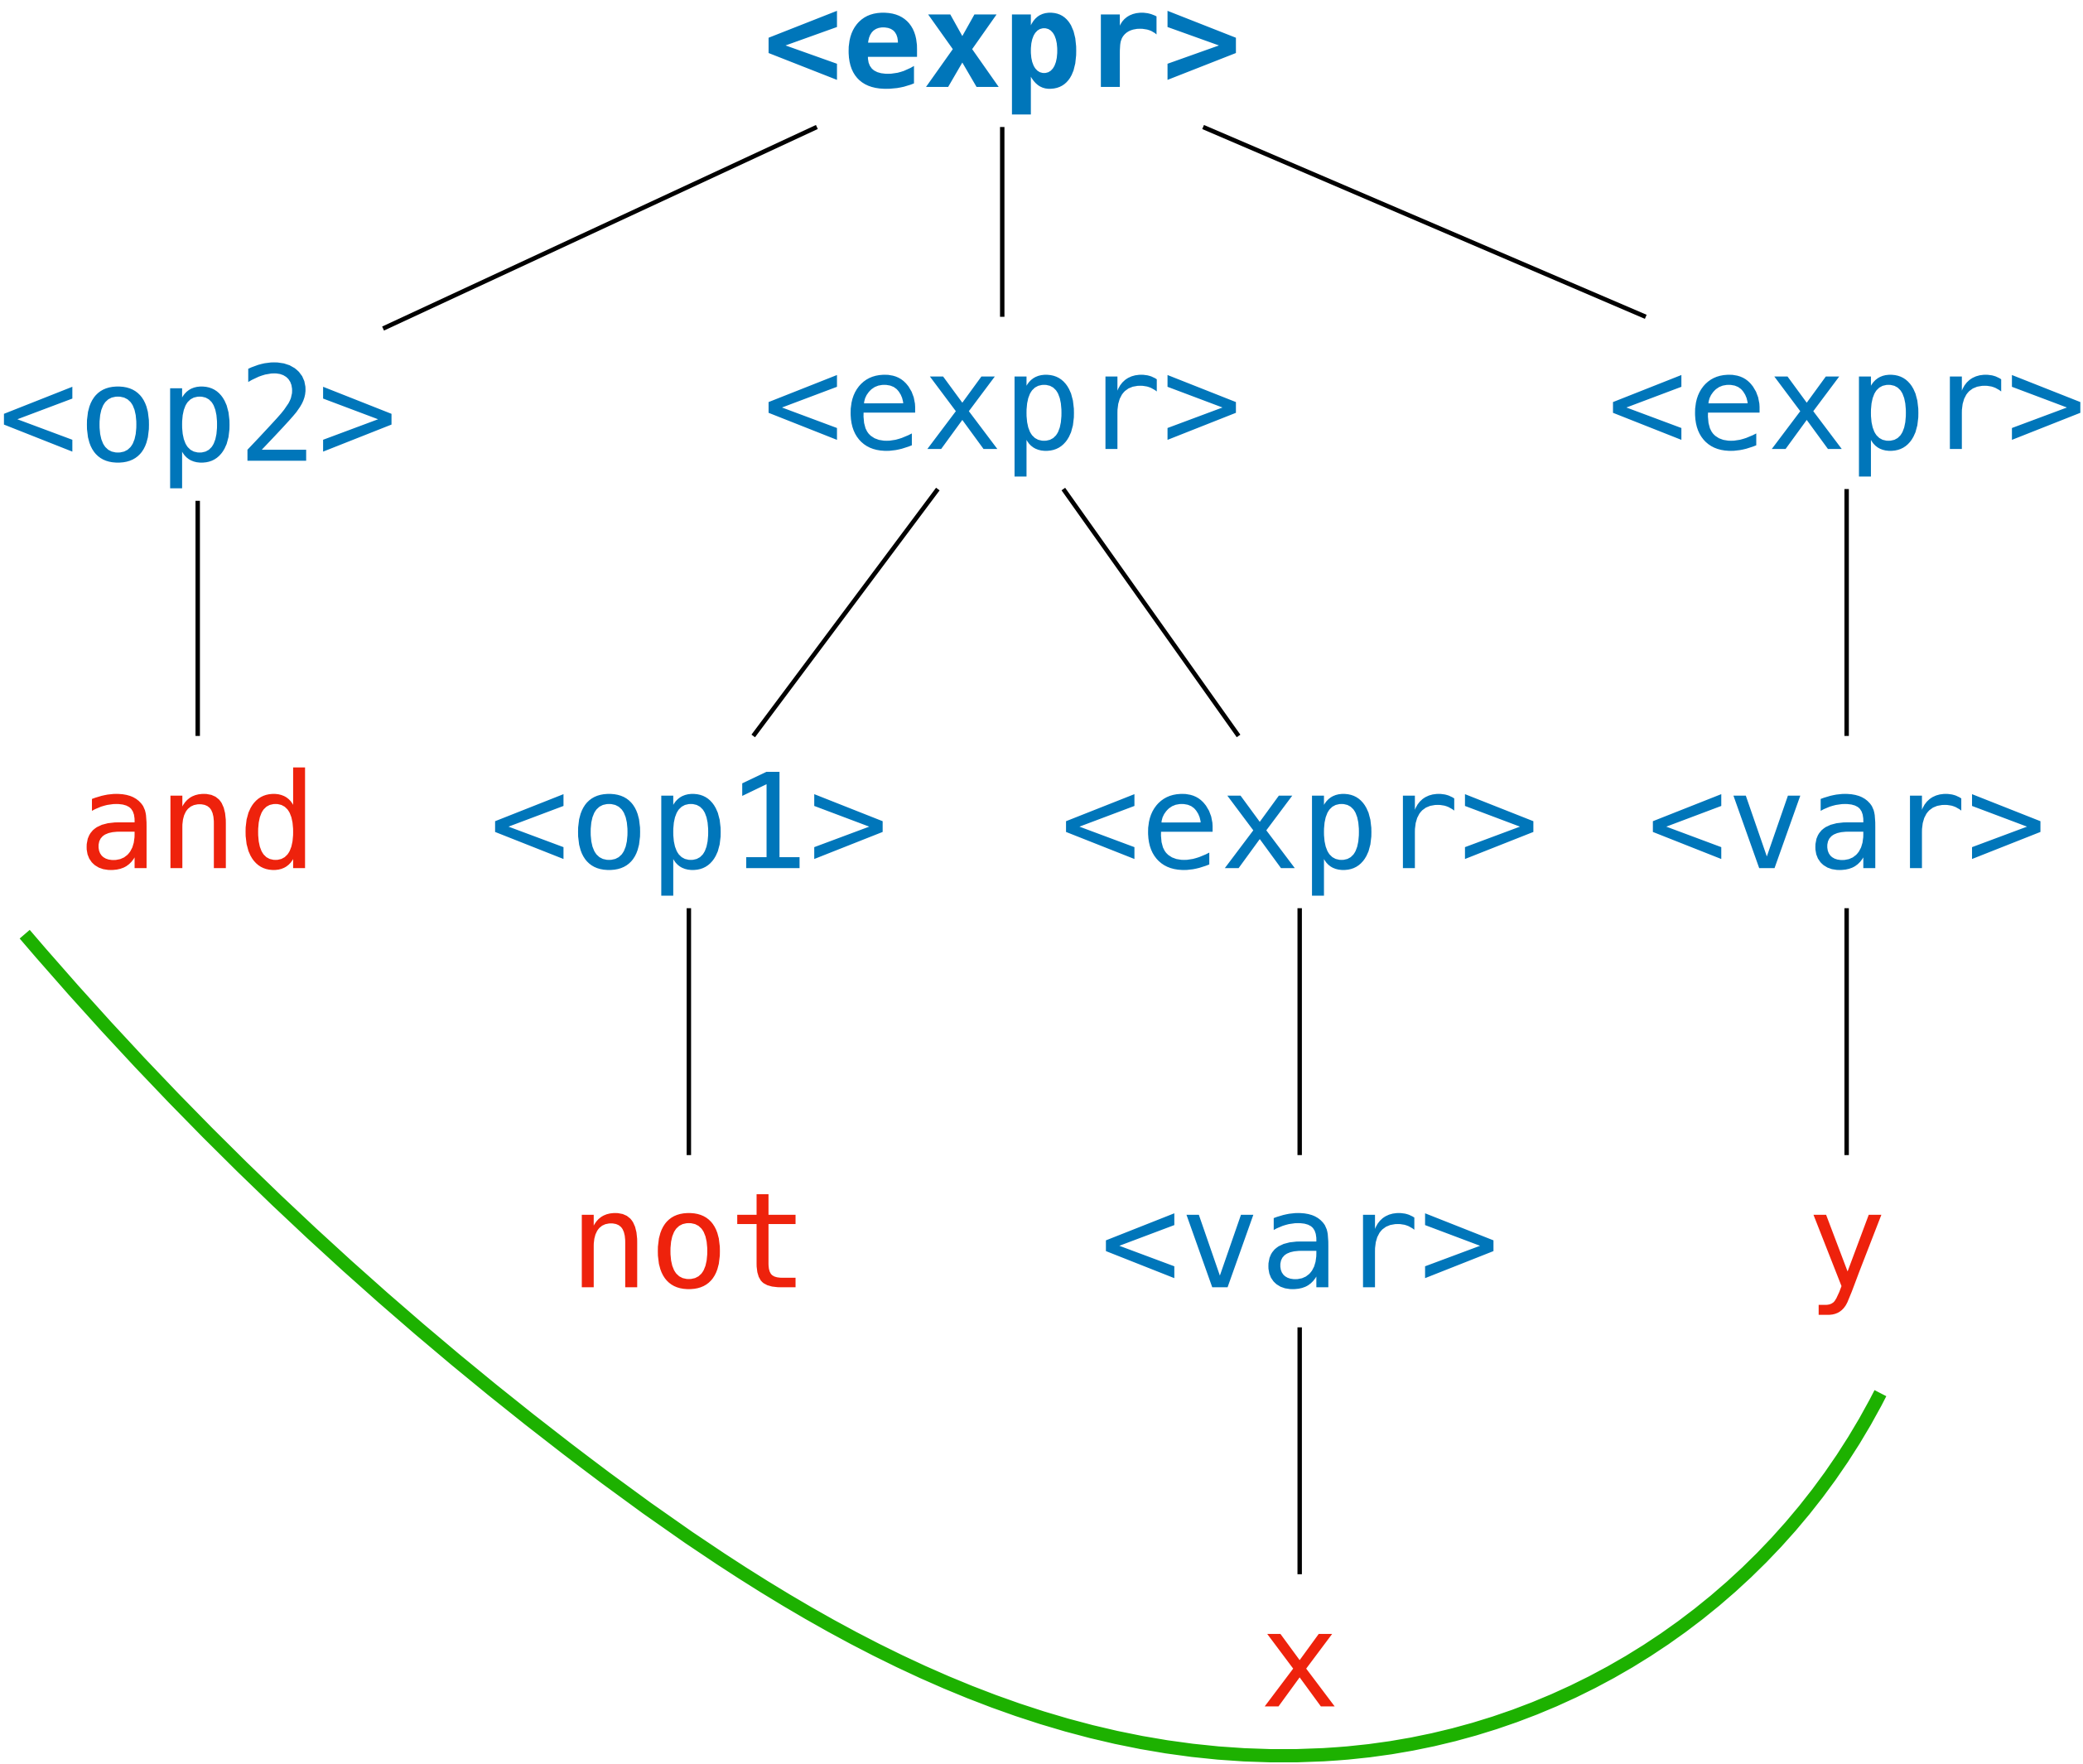 <expr>
<op2> <expr> <expr>
and <op1> <expr> <var>
not <var> y
x